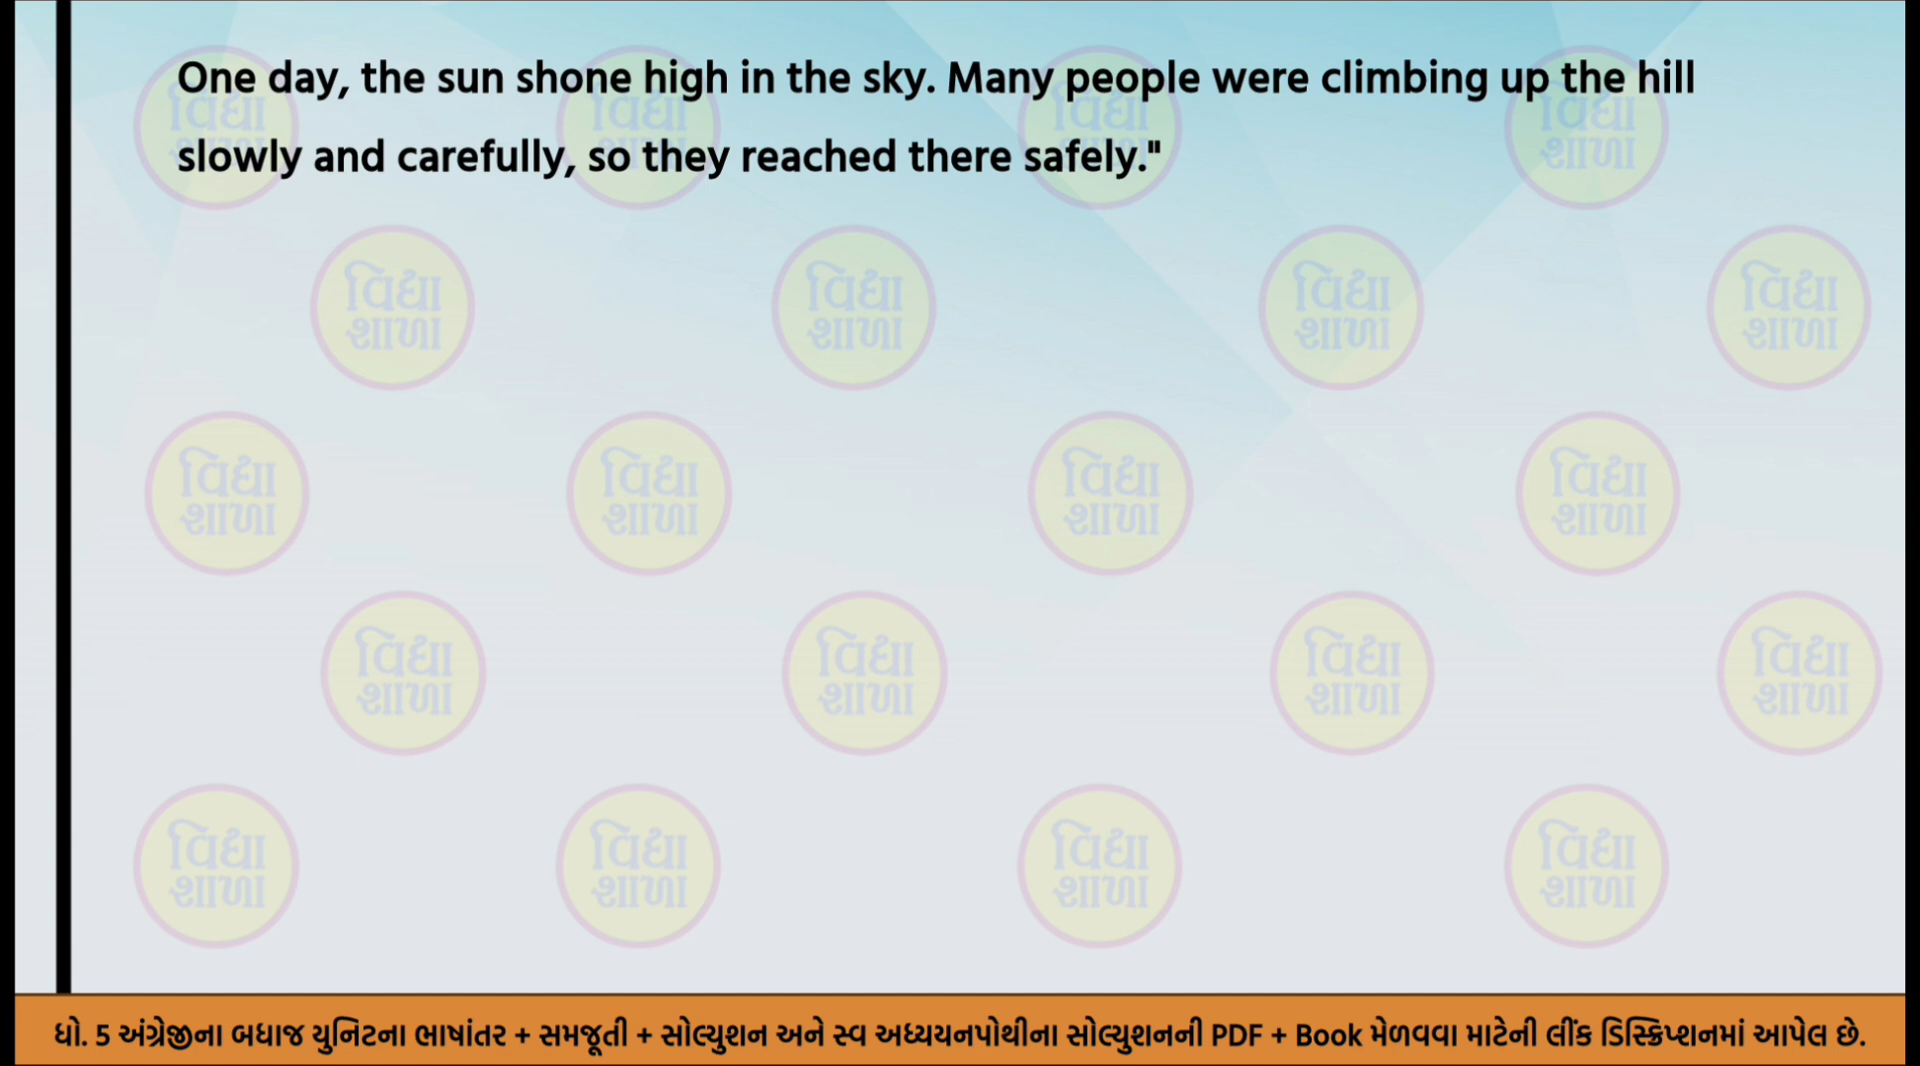 One day, the sun shone high in the sky. Many people were climbing up the hill
slowly and carefully, so they reached there safely."
વિદ્યા શાખા વિદ્યા શાખા વિદ્યા શાખા વિદ્યા શાખા
વિદ્યા શાખા વિદ્યા શાખા વિદ્યા શાખા વિદ્યા શાખા
વિદ્યા શાખા વિદ્યા શાખા વિદ્યા શાખા વિદ્યા શાખા
વિદ્યા શાખા વિદ્યા શાખા વિદ્યા શાખા વિદ્યા શાખા
વિદ્યા શાખા વિદ્યા શાખા વિદ્યા શાખા વિદ્યા શાખા
ધો. 5 અંગ્રેજીના બધાજ યુનિટના ભાષાંતર + સમજૂતી + સોલ્યુશન અને સ્વ અધ્યયનપોથીના સોલ્યુશનની PDF + Book મેળવવા માટેની લીંક ડિસ્ક્રિપ્શનમાં આપેલ છે.